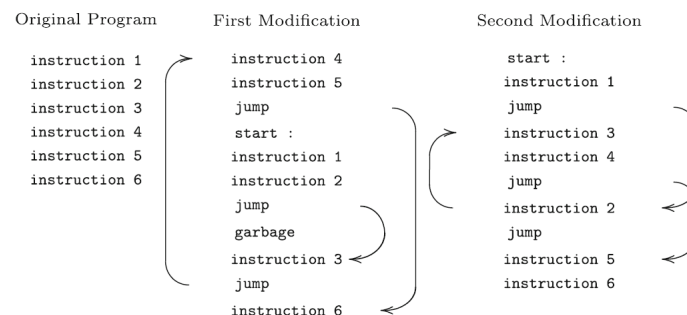 Original Program
instruction 1
instruction 2
instruction 3
instruction 4
instruction 5
instruction 6
First Modification
instruction 4
instruction 5
jump
start :
instruction 1
instruction 2
jump
garbage
instruction 3
jump
instruction 6
Second Modification
start :
instruction 1
jump
instruction 3
instruction 4
jump
instruction 2
jump
instruction 5
instruction 6